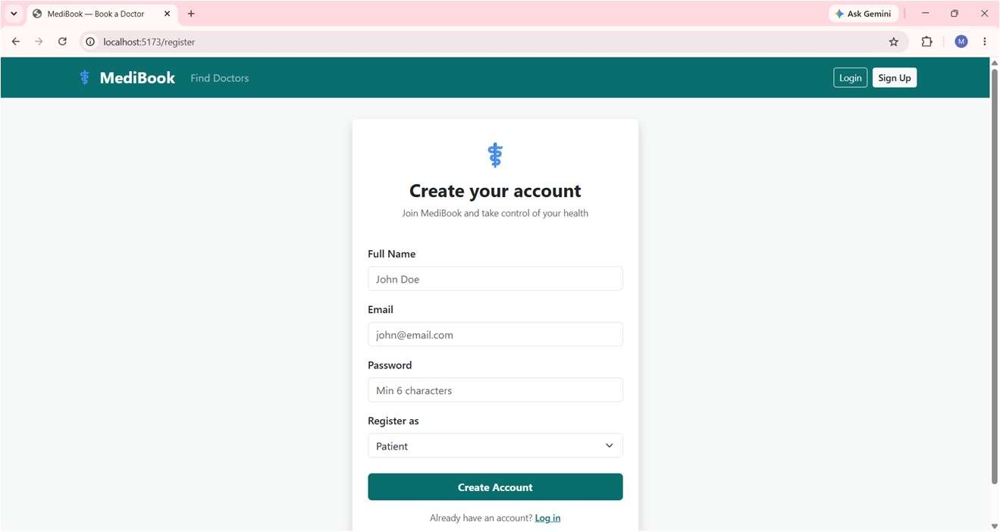 MediBook — Book a Doctor
Ask Gemini
localhost:5173/register
M
MediBook Find Doctors Login Sign Up
Create your account
Join MediBook and take control of your health
Full Name
John Doe
Email
john@email.com
Password
Min 6 characters
Register as
Patient
Create Account
Already have an account? Log in